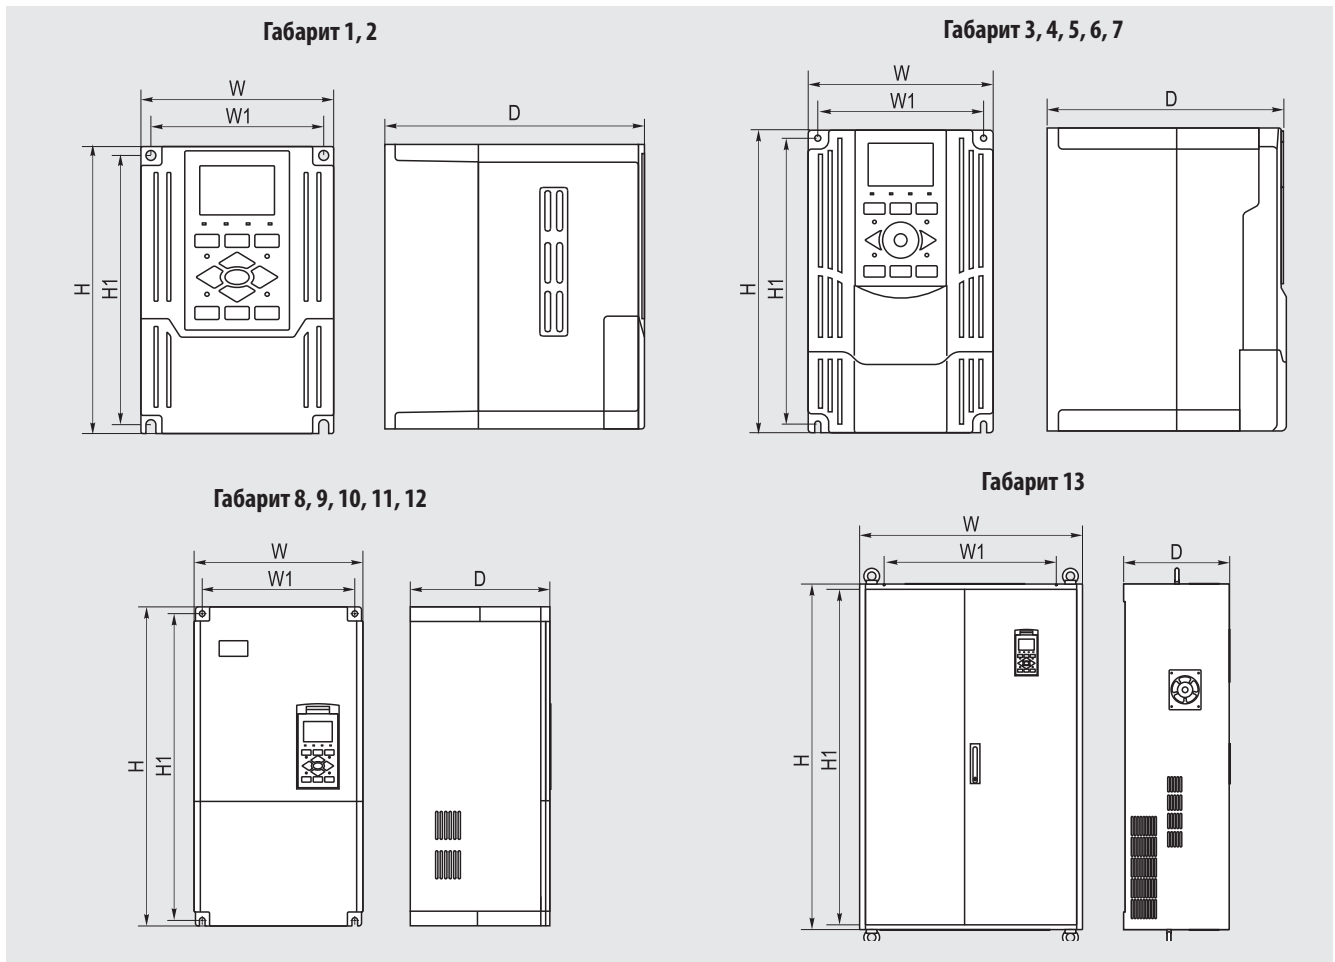 Габарит 1, 2
W
W1
H
H1
D
Габарит 3, 4, 5, 6, 7
W
W1
H
H1
D
Габарит 8, 9, 10, 11, 12
W
W1
H
H1
D
Габарит 13
W
W1
H
H1
D